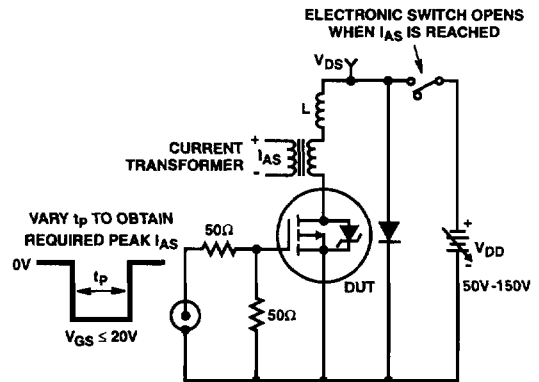 ELECTRONIC SWITCH OPENS
WHEN IAS IS REACHED
VDS
L
+
CURRENT
TRANSFORMER
IAS
-
VARY tP TO OBTAIN
REQUIRED PEAK IAS
50Ω
0V
tP
VGS ≤ 20V
50Ω
DUT
+
VDD
-
50V-150V